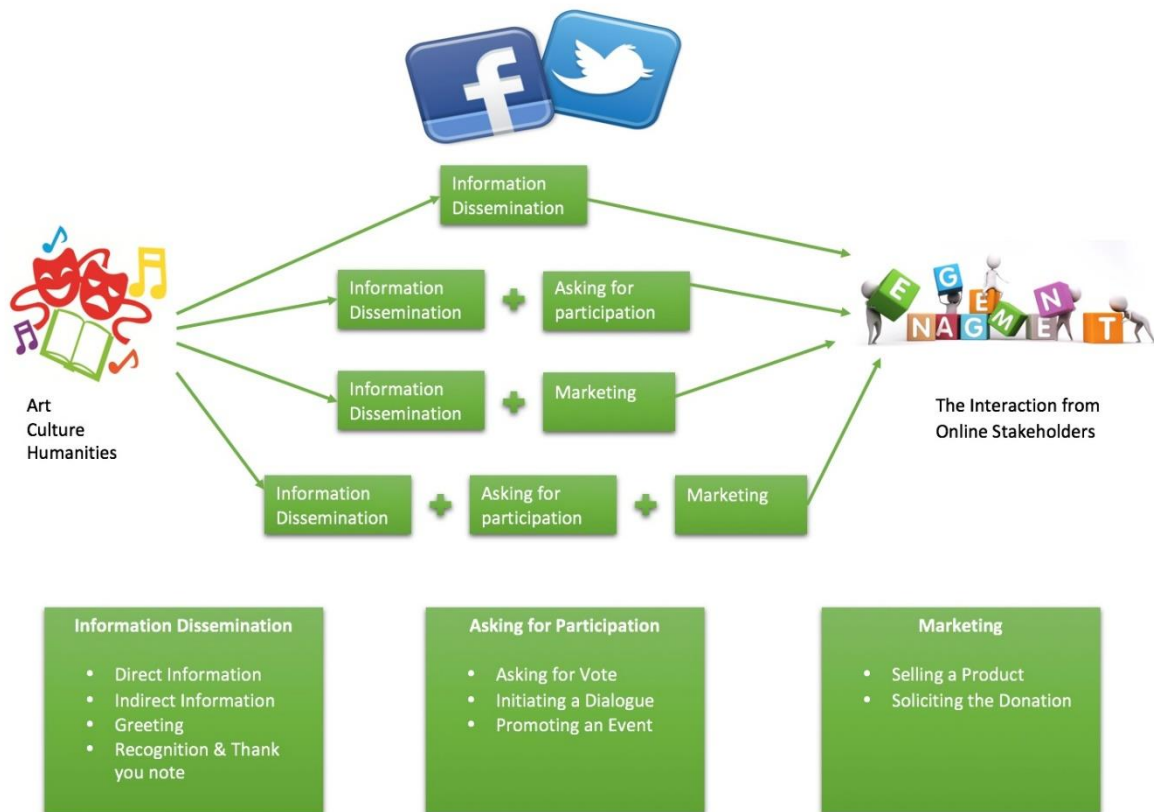 f
Information
Dissemination
Information
Dissemination
Asking for
participation
Information
Dissemination
Marketing
Information
Dissemination
Asking for
participation
Marketing
Art
Culture
Humanities
E G E M N
N A G E T
The Interaction from
Online Stakeholders
Information Dissemination
• Direct Information
• Indirect Information
• Greeting
• Recognition & Thank
you note
Asking for Participation
• Asking for Vote
• Initiating a Dialogue
• Promoting an Event
Marketing
• Selling a Product
• Soliciting the Donation